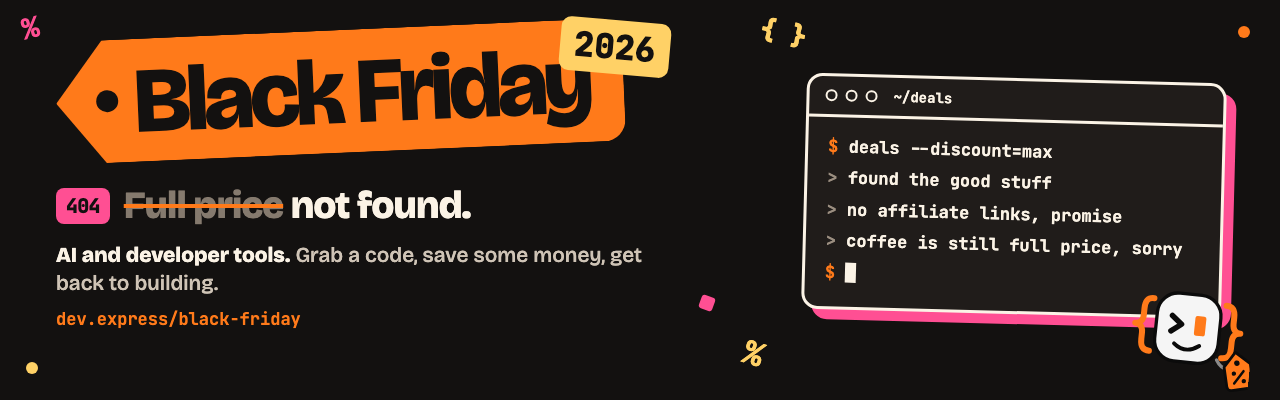 %
Black Friday
2026
404 Full price not found.
AI and developer tools. Grab a code, save some money, get
back to building.
dev.express/black-friday
{ }
~/deals
$ deals --discount=max
> found the good stuff
> no affiliate links, promise
> coffee is still full price, sorry
$
%
{ }
%